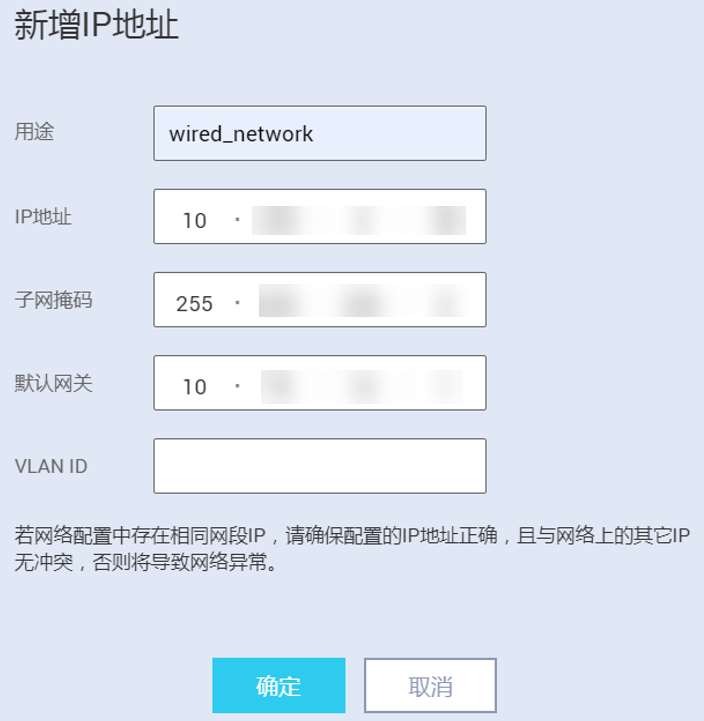 新增IP地址
用途
wired_network
IP地址
10 ·
子网掩码
255 ·
默认网关
10 ·
VLAN ID
若网络配置中存在相同网段IP，请确保配置的IP地址正确，且与网络上的其它IP
无冲突，否则将导致网络异常。
确定
取消